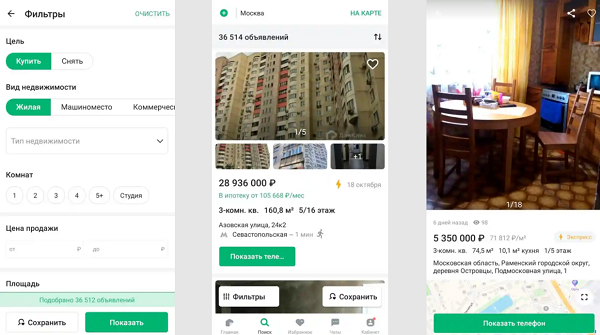 Фильтры
ОЧИСТИТЬ
Цель
Купить
Снять
Вид недвижимости
Жилая
Машиноместо
Коммерчес
Тип недвижимости
Комнат
1
2
3
4
5+
Студия
Цена продажи
от
₽
до
₽
Площадь
Подобрано 36 512 объявлений
Сохранить
Показать
Москва
НА КАРТЕ
36 514 объявлений
1/5
+1
28 936 000 ₽
18 октября
В ипотеку от 105 668 ₽/мес
3-комн. кв. 160,8 м² 5/16 этаж
Азовская улица, 24к2
Севастопольская ~ 1 мин
Показать теле...
Фильтры
Сохранить
Главная
Поиск
Избранное
Чаты
Кабинет
1/18
6 дней назад
98
5 350 000 ₽
71 812 ₽/м²
Экспресс
3-комн. кв. 74,5 м² 10,1 м² кухня 1/5 этаж
Московская область, Раменский городской округ,
деревня Островцы, Подмосковная улица, 1
Показать телефон